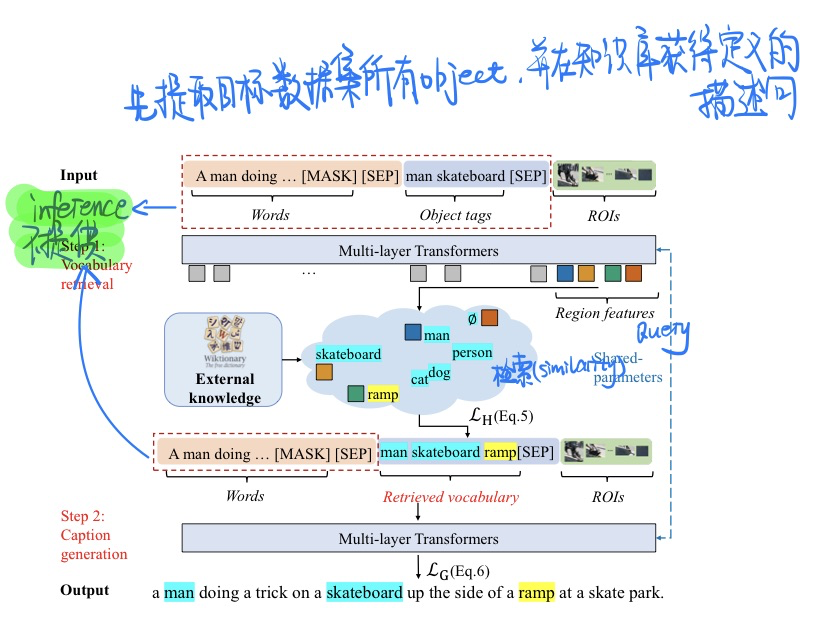 先提取目标数据集所有object，并在知识库获得定义的
描述问
Input
A man doing … [MASK] [SEP] man skateboard [SEP]
inference
不提供
Words Object tags ROIs
Step 1:
Vocabulary
retrieval
Multi-layer Transformers
…
Region features
Query
Shared-
parameters
Wiktionary
The free dictionary
External
knowledge
∅
man
skateboard
person
cat
dog
ramp
检索(similarity)
ℒH(Eq.5)
A man doing … [MASK] [SEP] man skateboard ramp[SEP]
Words Retrieved vocabulary ROIs
Step 2:
Caption
generation
Multi-layer Transformers
ℒG(Eq.6)
Output
a man doing a trick on a skateboard up the side of a ramp at a skate park.